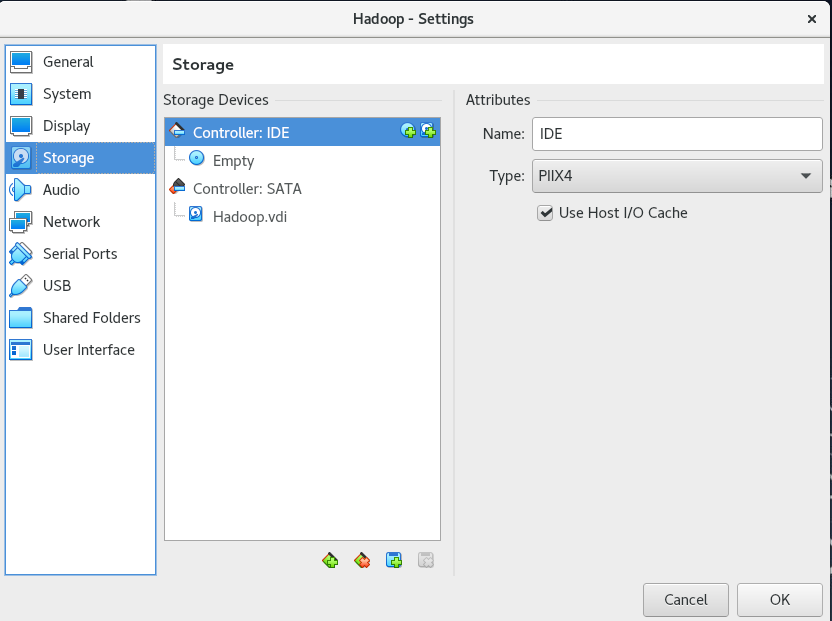 Hadoop - Settings
General
System
Display
Storage
Audio
Network
Serial Ports
USB
Shared Folders
User Interface
Storage
Storage Devices
Controller: IDE
Empty
Controller: SATA
Hadoop.vdi
Attributes
Name: IDE
Type: PIIX4
Use Host I/O Cache
Cancel OK